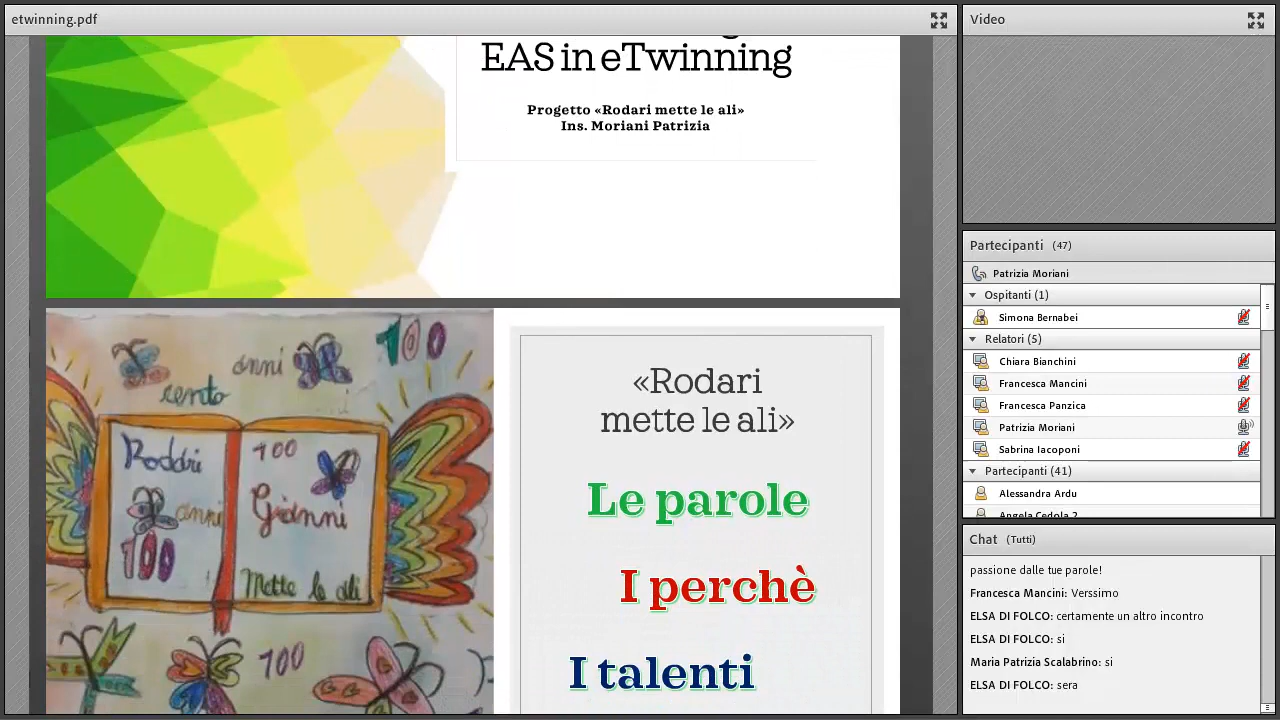 etwinning.pdf
EAS in eTwinning
Progetto «Rodari mette le ali»
Ins. Moriani Patrizia
100
anni
cento
Rodari
anni
100
100
Gianni
Mette le ali
100
«Rodari
mette le ali»
Le parole
I perchè
I talenti
Video
Partecipanti (47)
Patrizia Moriani
Ospitanti (1)
Simona Bernabei
Relatori (5)
Chiara Bianchini
Francesca Mancini
Francesca Panzica
Patrizia Moriani
Sabrina Iacoponi
Partecipanti (41)
Alessandra Ardu
Angela Cedola 2
Chat (Tutti)
passione dalle tue parole!
Francesca Mancini: Verssimo
ELSA DI FOLCO: certamente un altro incontro
ELSA DI FOLCO: si
Maria Patrizia Scalabrino: si
ELSA DI FOLCO: sera